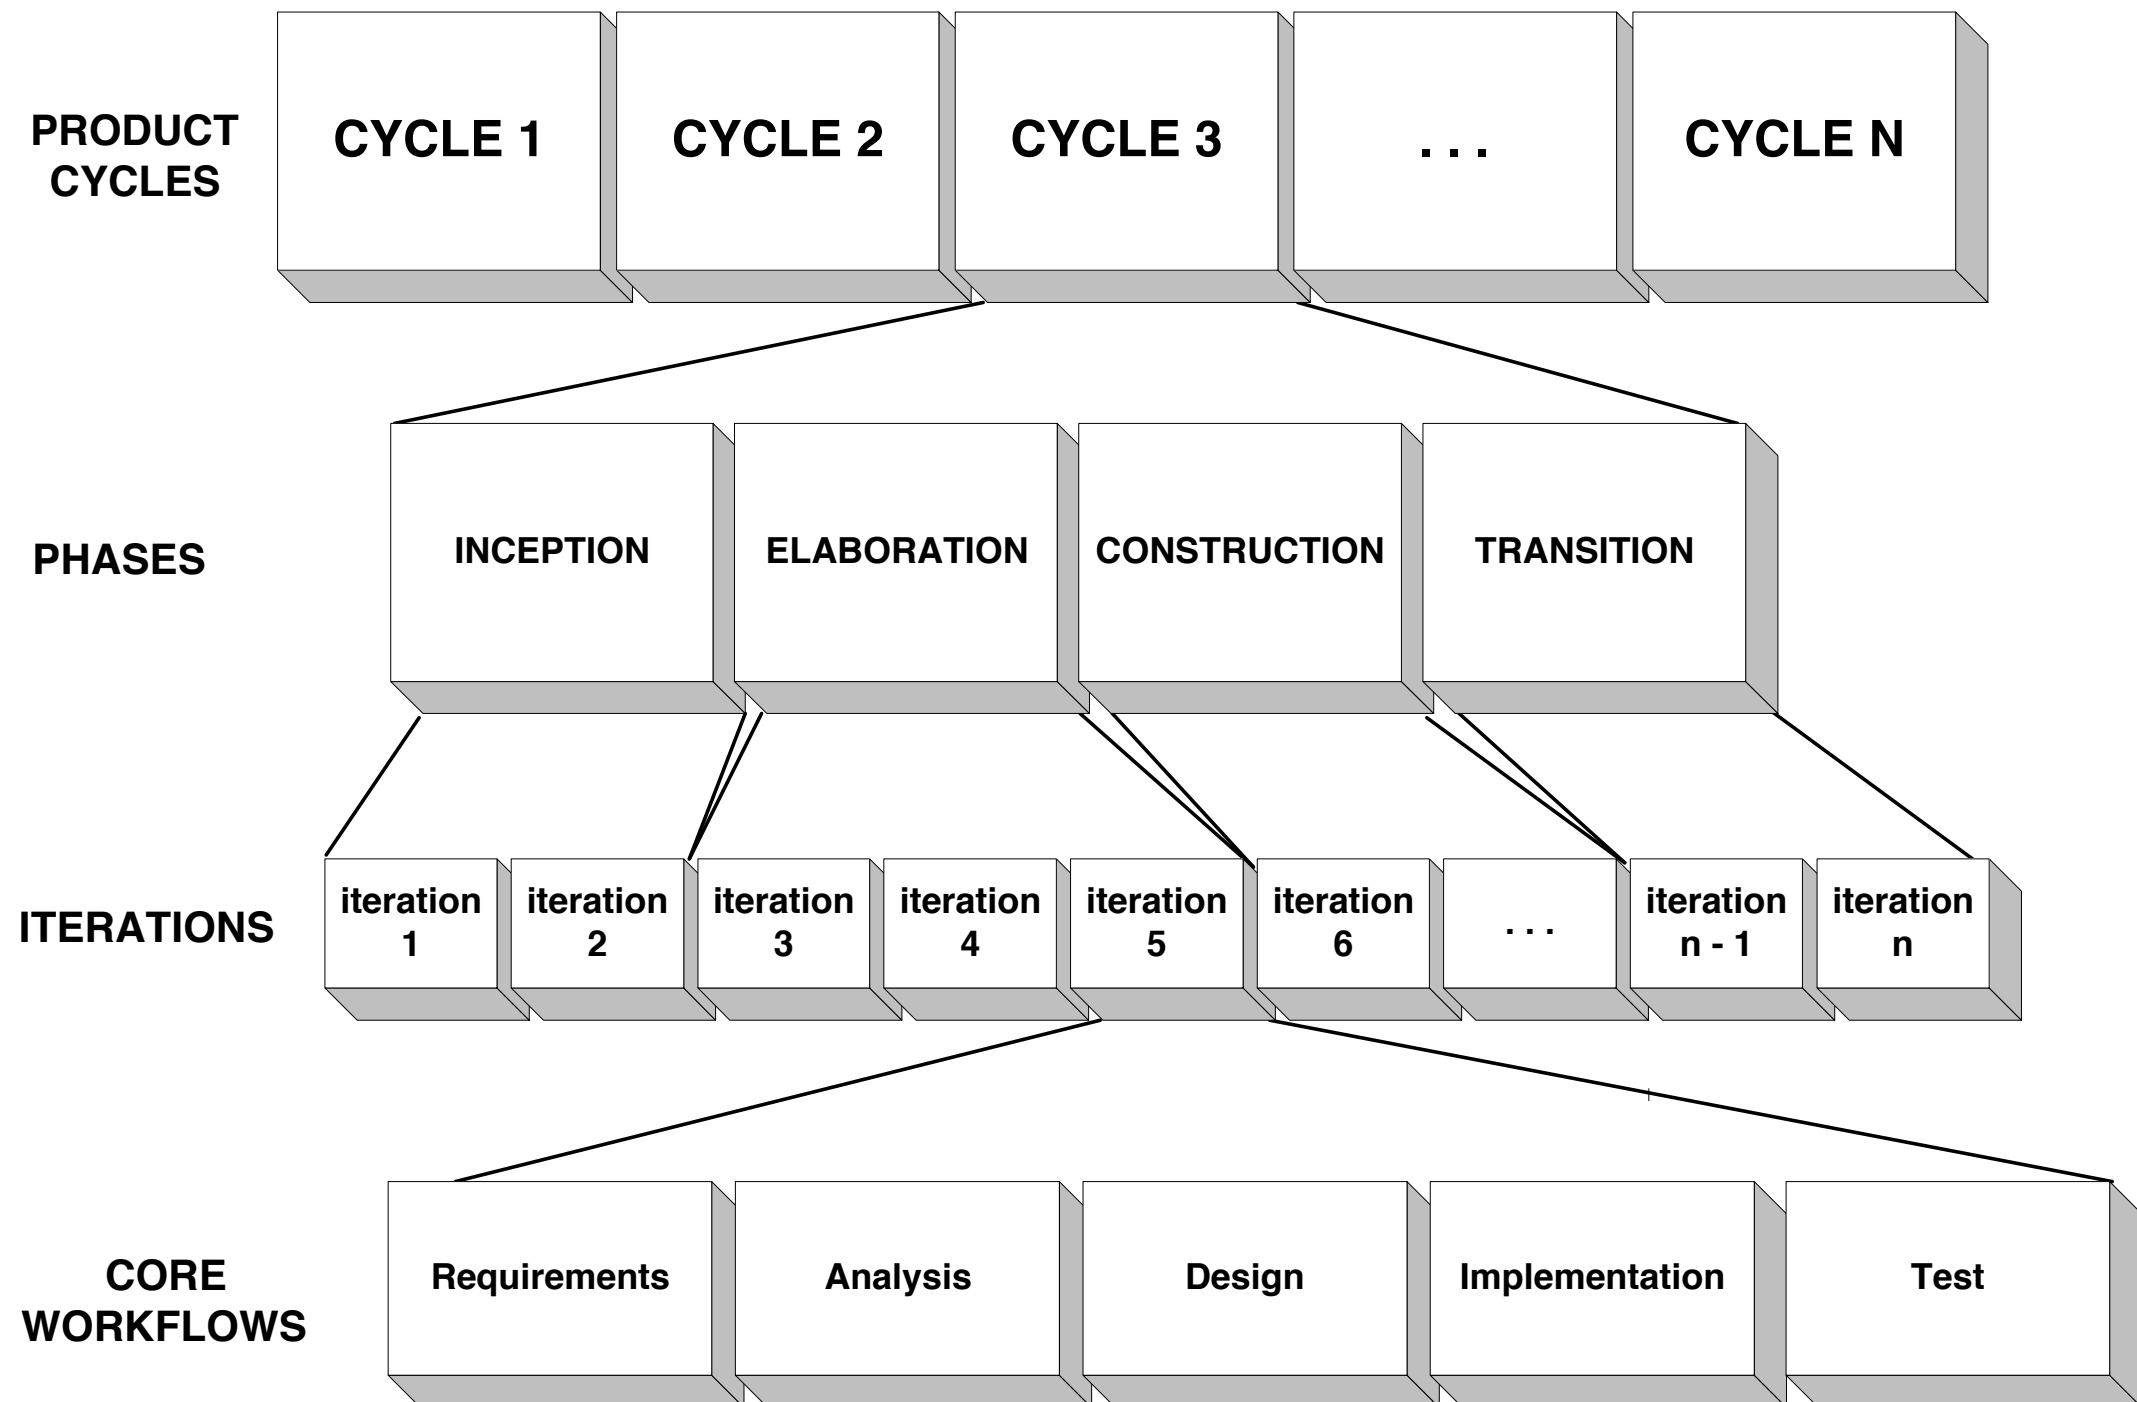 PRODUCT
CYCLES
CYCLE 1
CYCLE 2
CYCLE 3
. . .
CYCLE N
PHASES
INCEPTION
ELABORATION
CONSTRUCTION
TRANSITION
ITERATIONS
iteration
1
iteration
2
iteration
3
iteration
4
iteration
5
iteration
6
. . .
iteration
n - 1
iteration
n
CORE
WORKFLOWS
Requirements
Analysis
Design
Implementation
Test